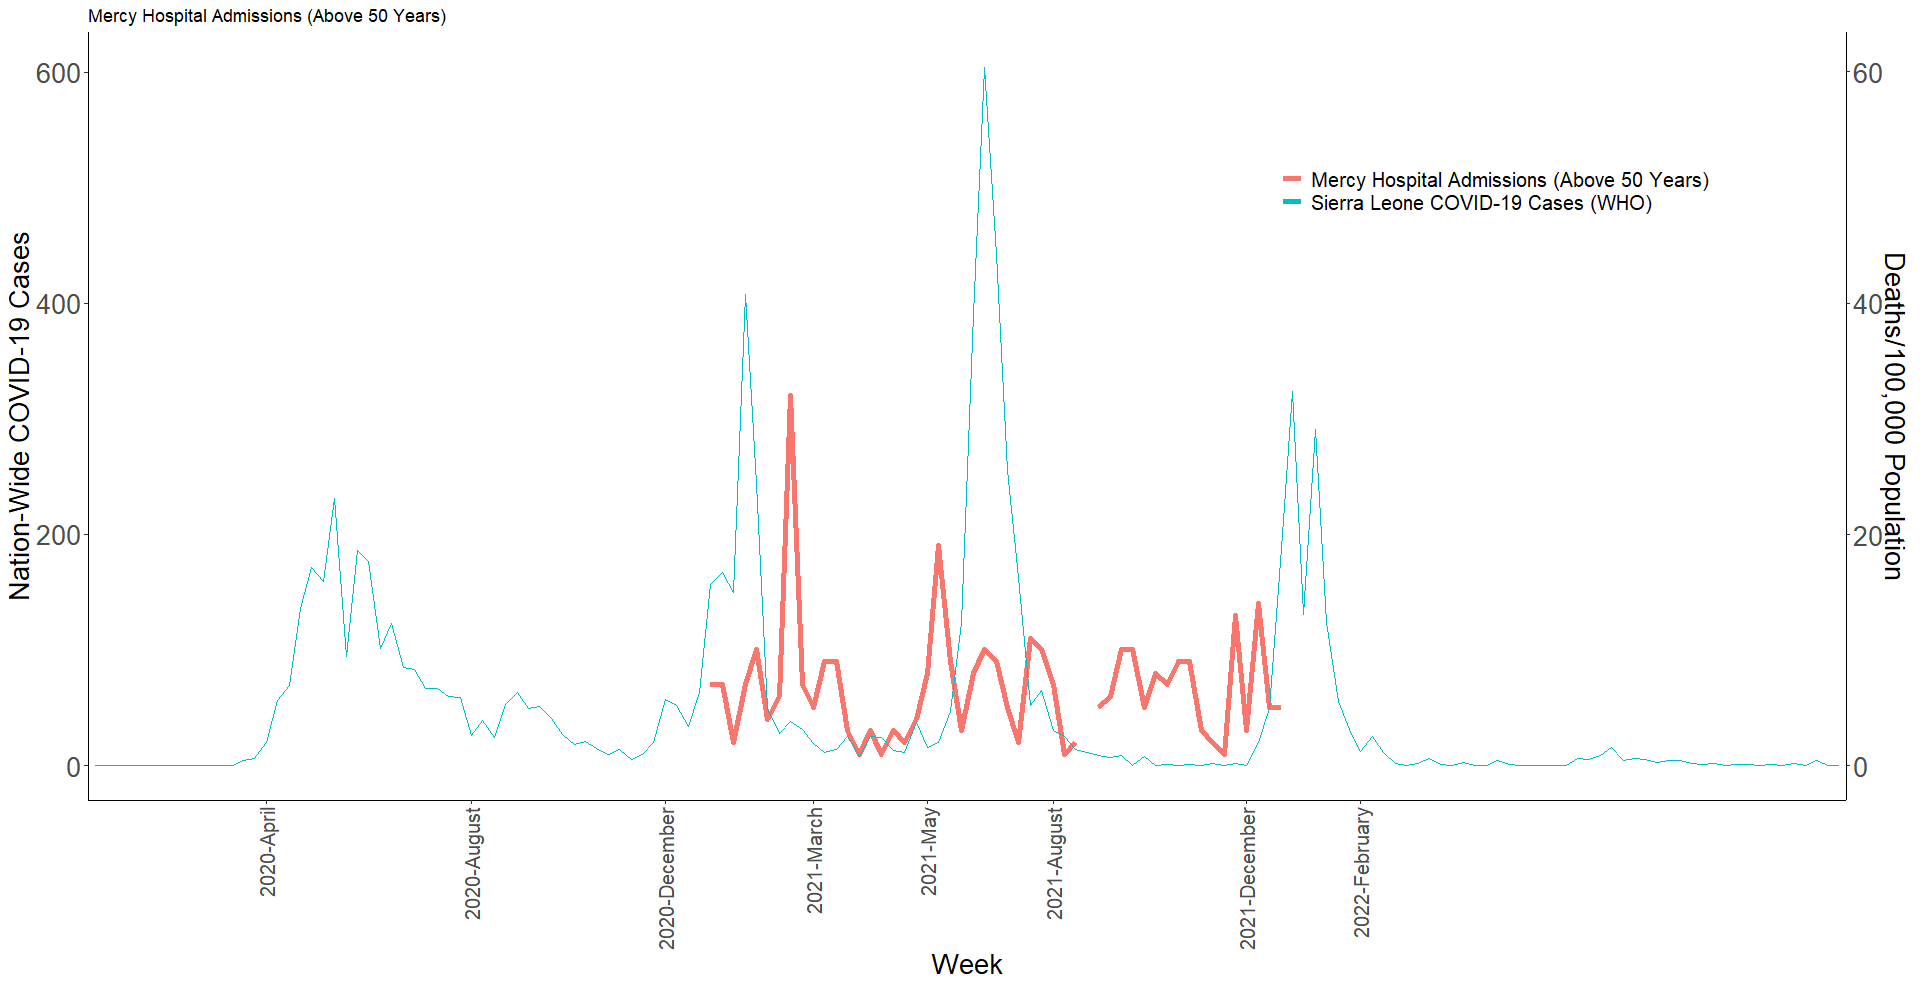 Mercy Hospital Admissions (Above 50 Years)
Nation-Wide COVID-19 Cases
600
400
200
0
60
40
20
0
Deaths/100,000 Population
Mercy Hospital Admissions (Above 50 Years)
Sierra Leone COVID-19 Cases (WHO)
2020-April
2020-August
2020-December
2021-March
2021-May
2021-August
2021-December
2022-February
Week